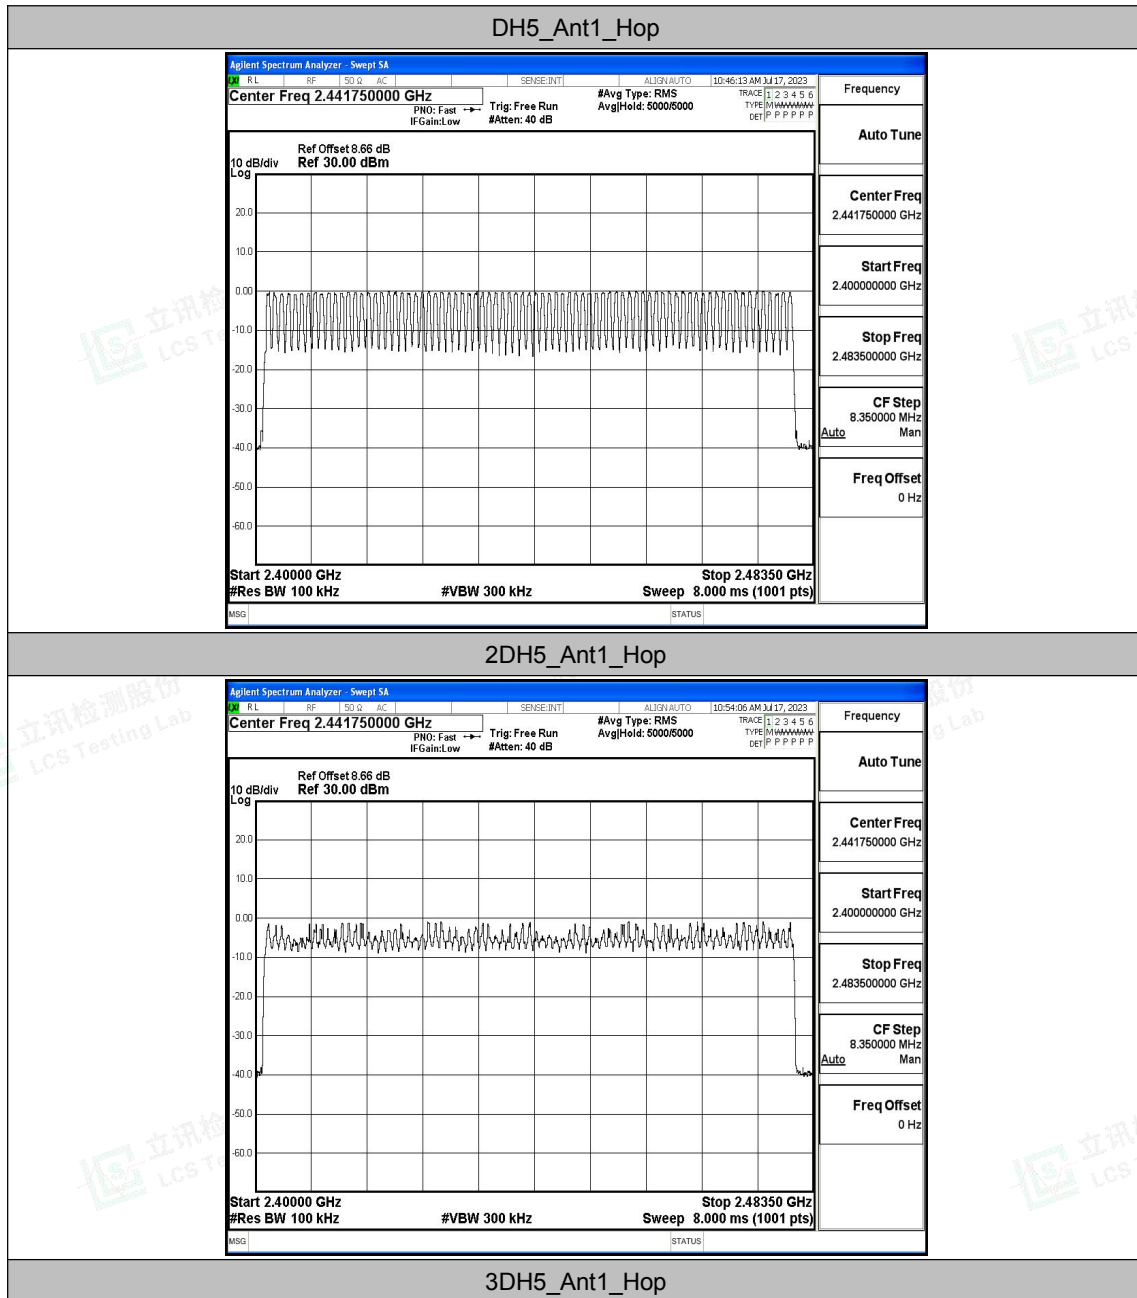 DH5_Ant1_Hop
Agilent Spectrum Analyzer - Swept SA
RL RF 50 Ω AC SENSE:INT ALIGN AUTO 10:46:13 AM Jul 17, 2023
Center Freq 2.441750000 GHz
PNO: Fast
IFGain:Low
Trig: Free Run
#Atten: 40 dB
#Avg Type: RMS
Avg|Hold: 5000/5000
TRACE 1 2 3 4 5 6
TYPE M WWWWW
DET P P P P P P
Frequency
Auto Tune
Ref Offset 8.66 dB
10 dB/div Ref 30.00 dBm
Log
20.0
10.0
0.00
-10.0
-20.0
-30.0
-40.0
-50.0
-60.0
Center Freq
2.441750000 GHz
Start Freq
2.400000000 GHz
Stop Freq
2.483500000 GHz
CF Step
8.350000 MHz
Auto Man
Freq Offset
0 Hz
Start 2.40000 GHz Stop 2.48350 GHz
#Res BW 100 kHz #VBW 300 kHz Sweep 8.000 ms (1001 pts)
MSG STATUS
2DH5_Ant1_Hop
Agilent Spectrum Analyzer - Swept SA
RL RF 50 Ω AC SENSE:INT ALIGN AUTO 10:54:06 AM Jul 17, 2023
Center Freq 2.441750000 GHz
PNO: Fast
IFGain:Low
Trig: Free Run
#Atten: 40 dB
#Avg Type: RMS
Avg|Hold: 5000/5000
TRACE 1 2 3 4 5 6
TYPE M WWWWW
DET P P P P P P
Frequency
Auto Tune
Ref Offset 8.66 dB
10 dB/div Ref 30.00 dBm
Log
20.0
10.0
0.00
-10.0
-20.0
-30.0
-40.0
-50.0
-60.0
Center Freq
2.441750000 GHz
Start Freq
2.400000000 GHz
Stop Freq
2.483500000 GHz
CF Step
8.350000 MHz
Auto Man
Freq Offset
0 Hz
Start 2.40000 GHz Stop 2.48350 GHz
#Res BW 100 kHz #VBW 300 kHz Sweep 8.000 ms (1001 pts)
MSG STATUS
立讯检测股份
LCS Testing Lab
3DH5_Ant1_Hop